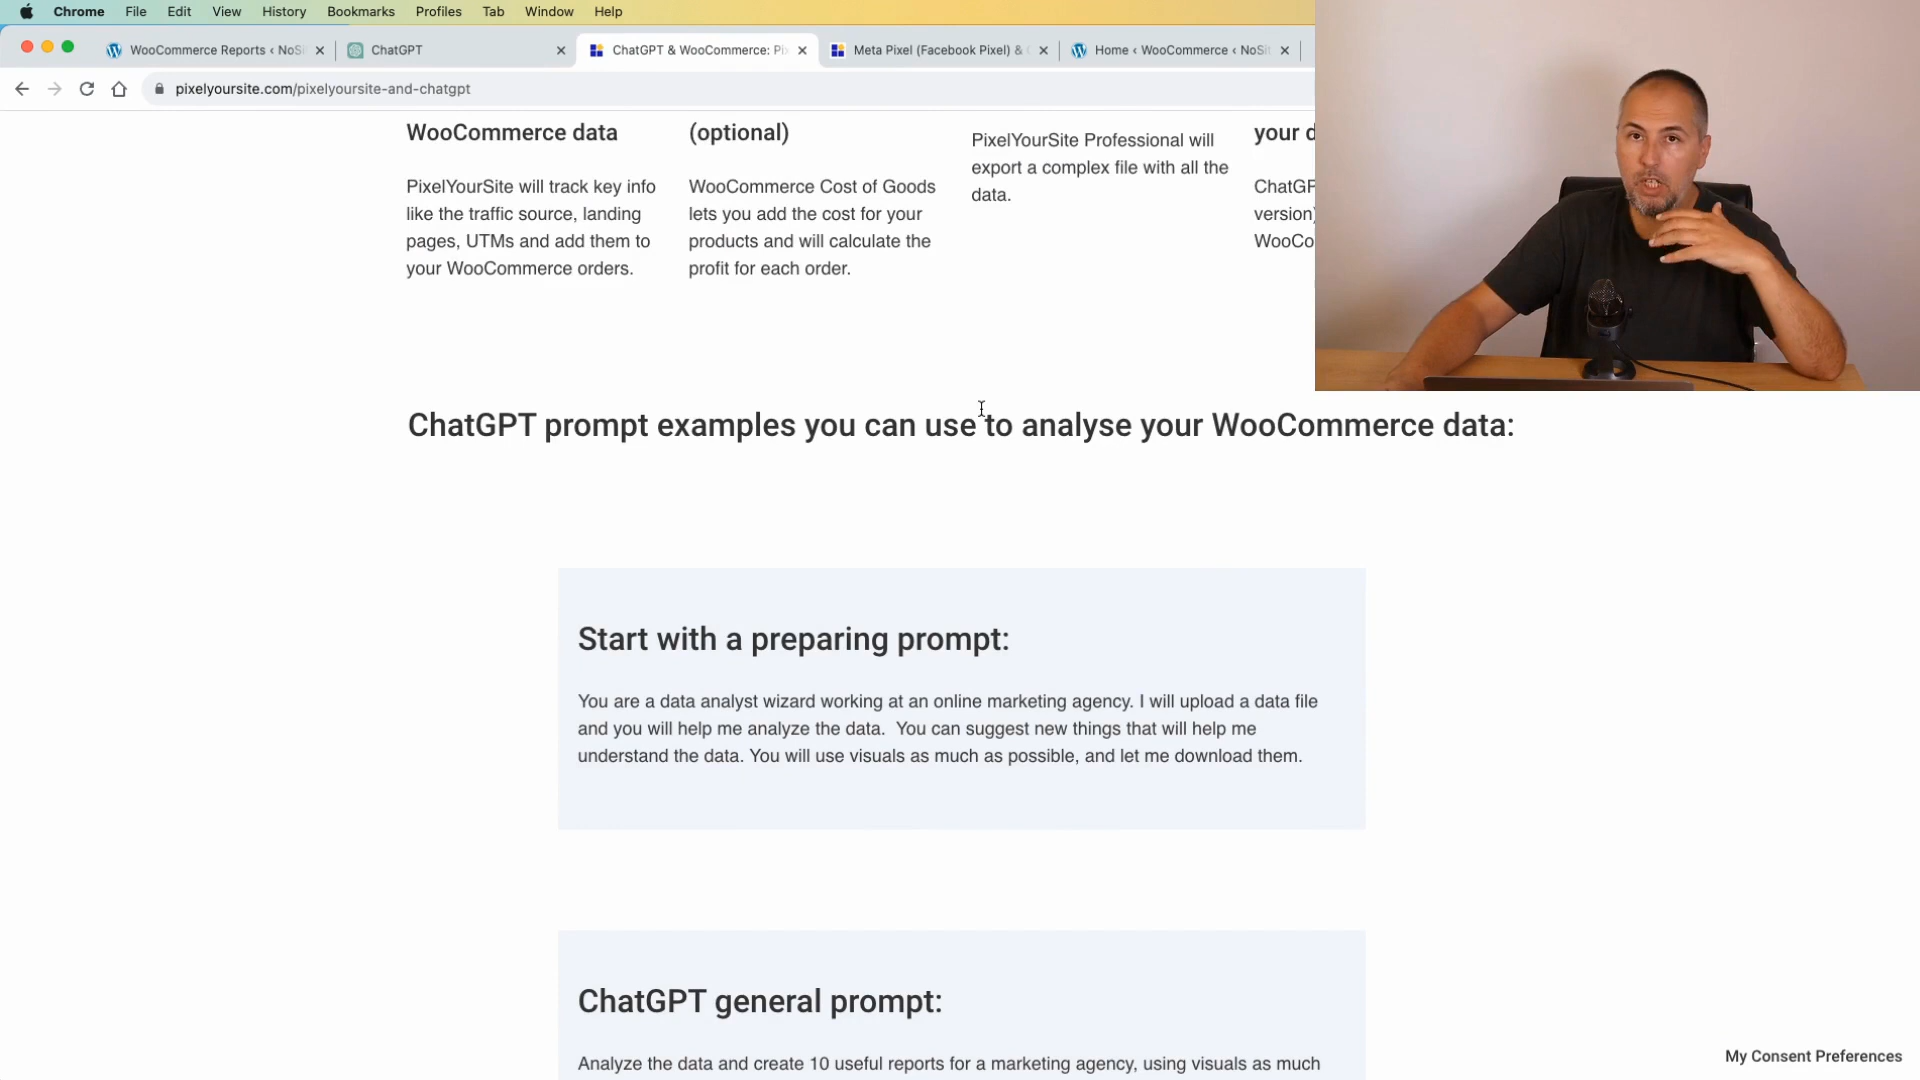 Chrome File Edit View History Bookmarks Profiles Tab Window Help
WooCommerce Reports ‹ NoSi
ChatGPT
ChatGPT & WooCommerce: Pi
Meta Pixel (Facebook Pixel) &
Home ‹ WooCommerce ‹ NoSi
pixelyoursite.com/pixelyoursite-and-chatgpt
WooCommerce data
PixelYourSite will track key info
like the traffic source, landing
pages, UTMs and add them to
your WooCommerce orders.
(optional)
WooCommerce Cost of Goods
lets you add the cost for your
products and will calculate the
profit for each order.
PixelYourSite Professional will
export a complex file with all the
data.
your d
ChatGP
version)
WooCo
ChatGPT prompt examples you can use to analyse your WooCommerce data:
Start with a preparing prompt:
You are a data analyst wizard working at an online marketing agency. I will upload a data file
and you will help me analyze the data.  You can suggest new things that will help me
understand the data. You will use visuals as much as possible, and let me download them.
ChatGPT general prompt:
Analyze the data and create 10 useful reports for a marketing agency, using visuals as much
My Consent Preferences